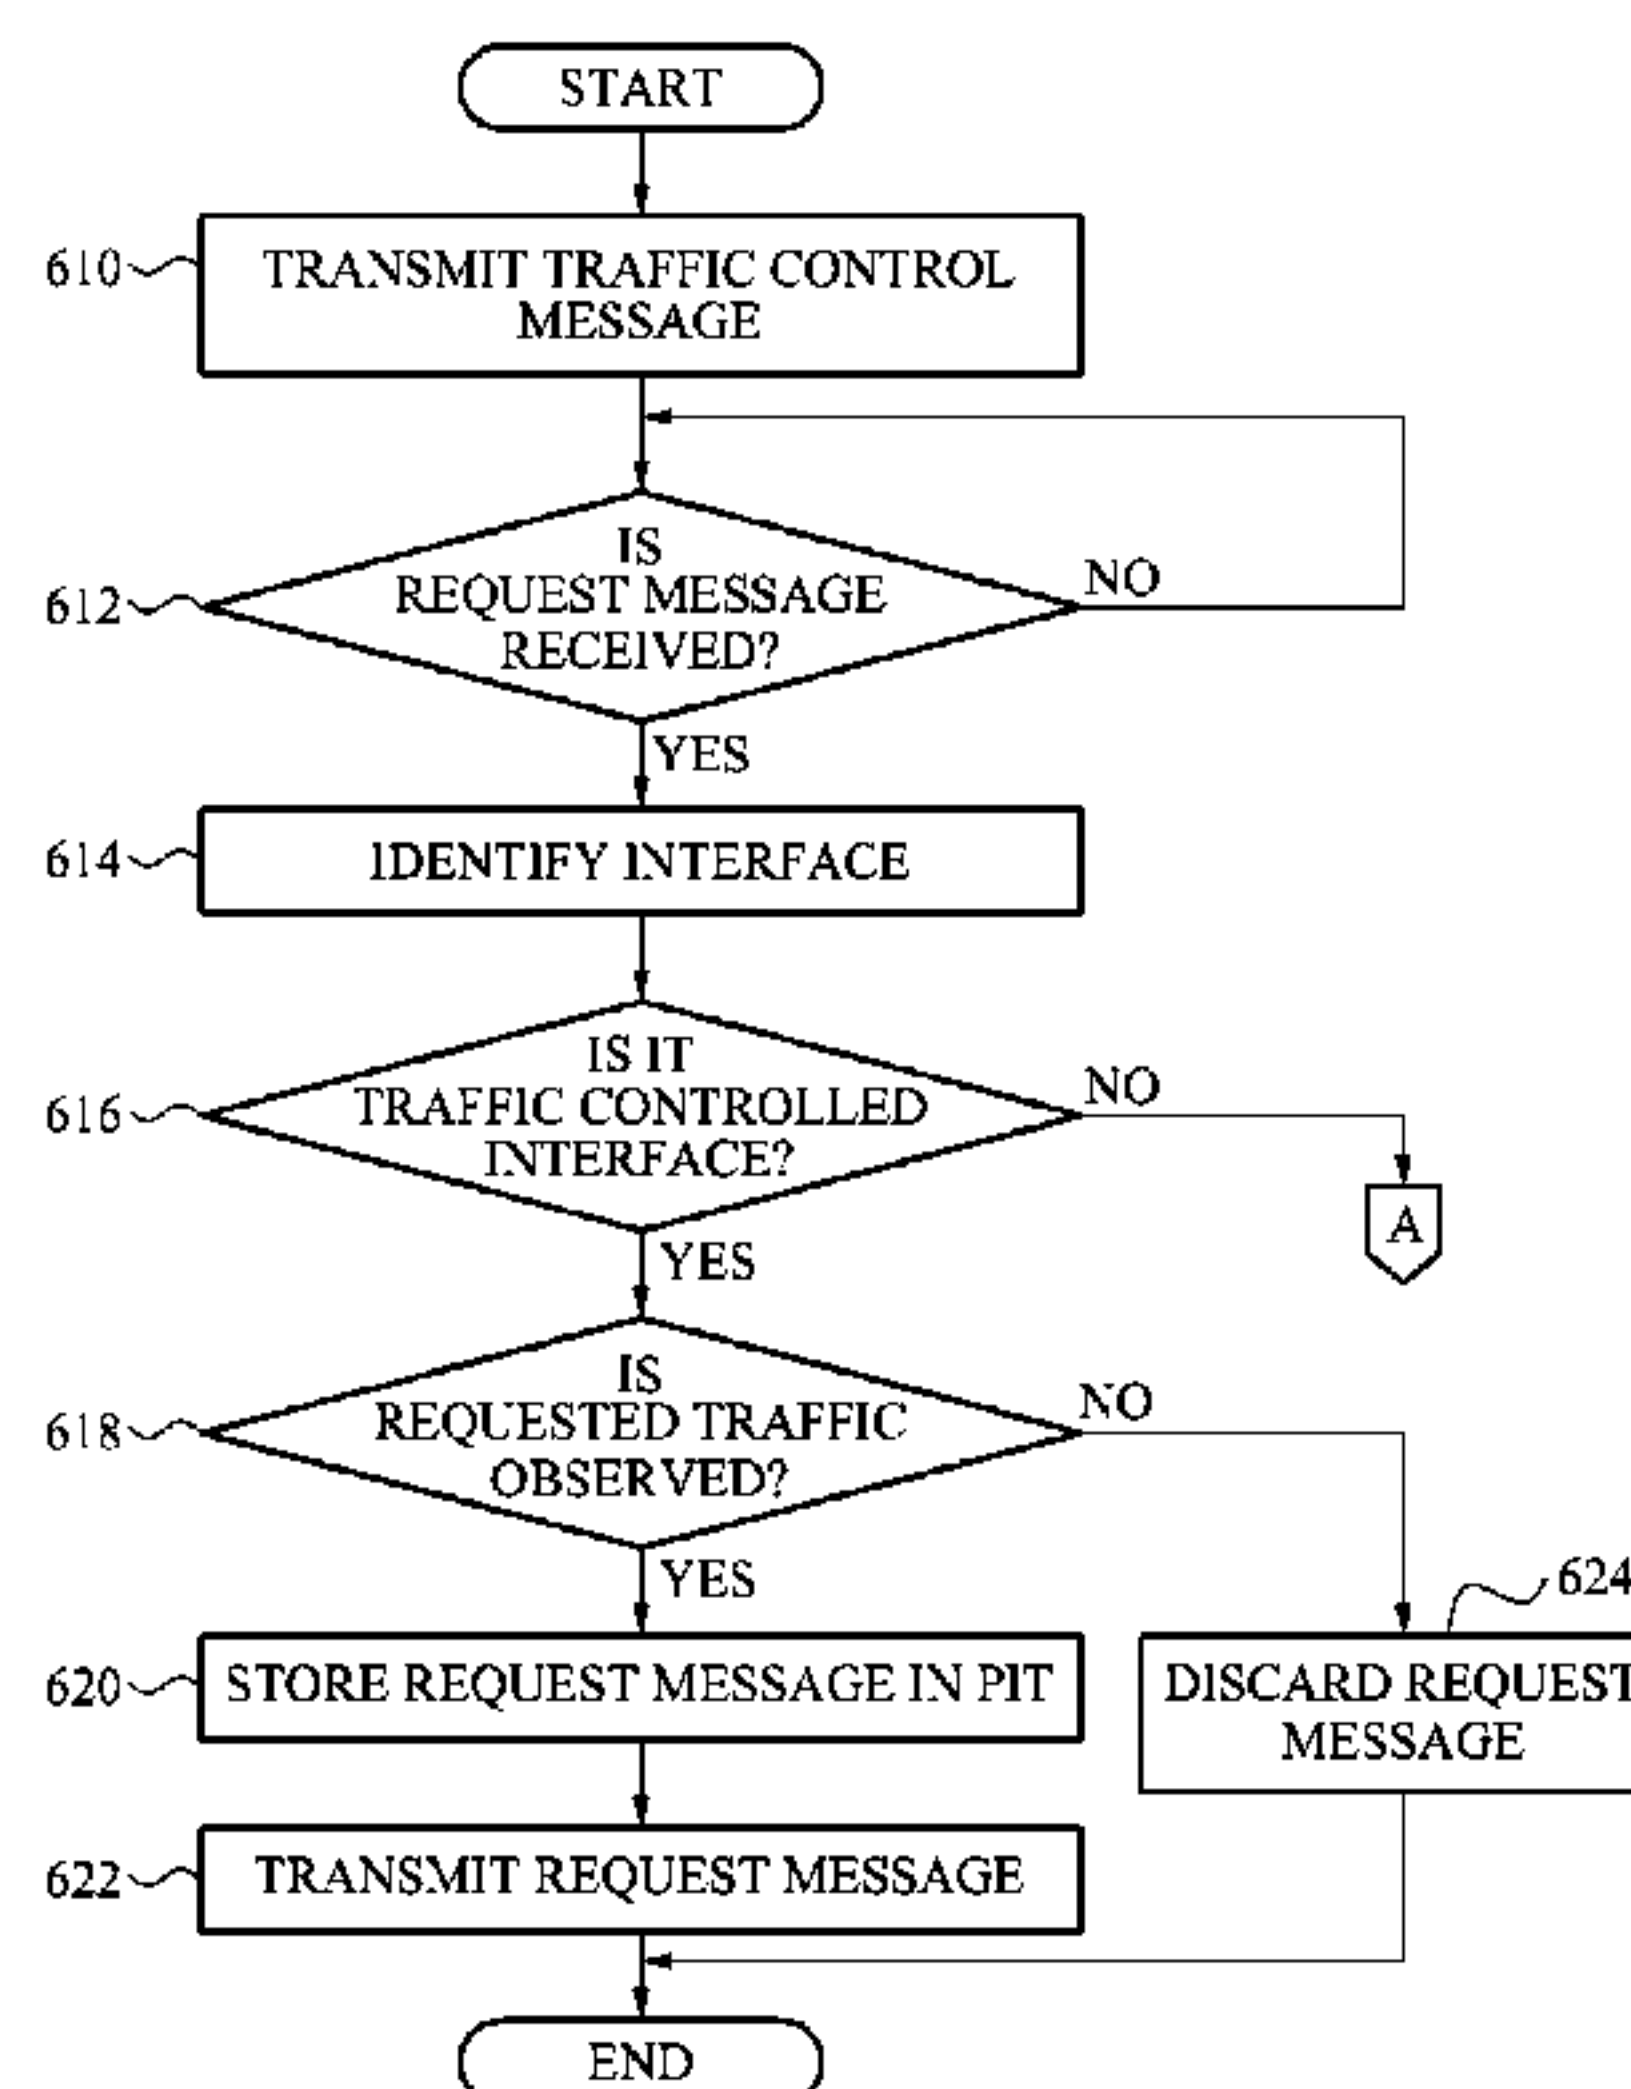 START
610
TRANSMIT TRAFFIC CONTROL
MESSAGE
612
IS
REQUEST MESSAGE
RECEIVED?
NO
YES
614
IDENTIFY INTERFACE
616
IS IT
TRAFFIC CONTROLLED
INTERFACE?
NO
A
YES
618
IS
REQUESTED TRAFFIC
OBSERVED?
NO
YES
624
620
STORE REQUEST MESSAGE IN PIT
DISCARD REQUEST
MESSAGE
622
TRANSMIT REQUEST MESSAGE
END